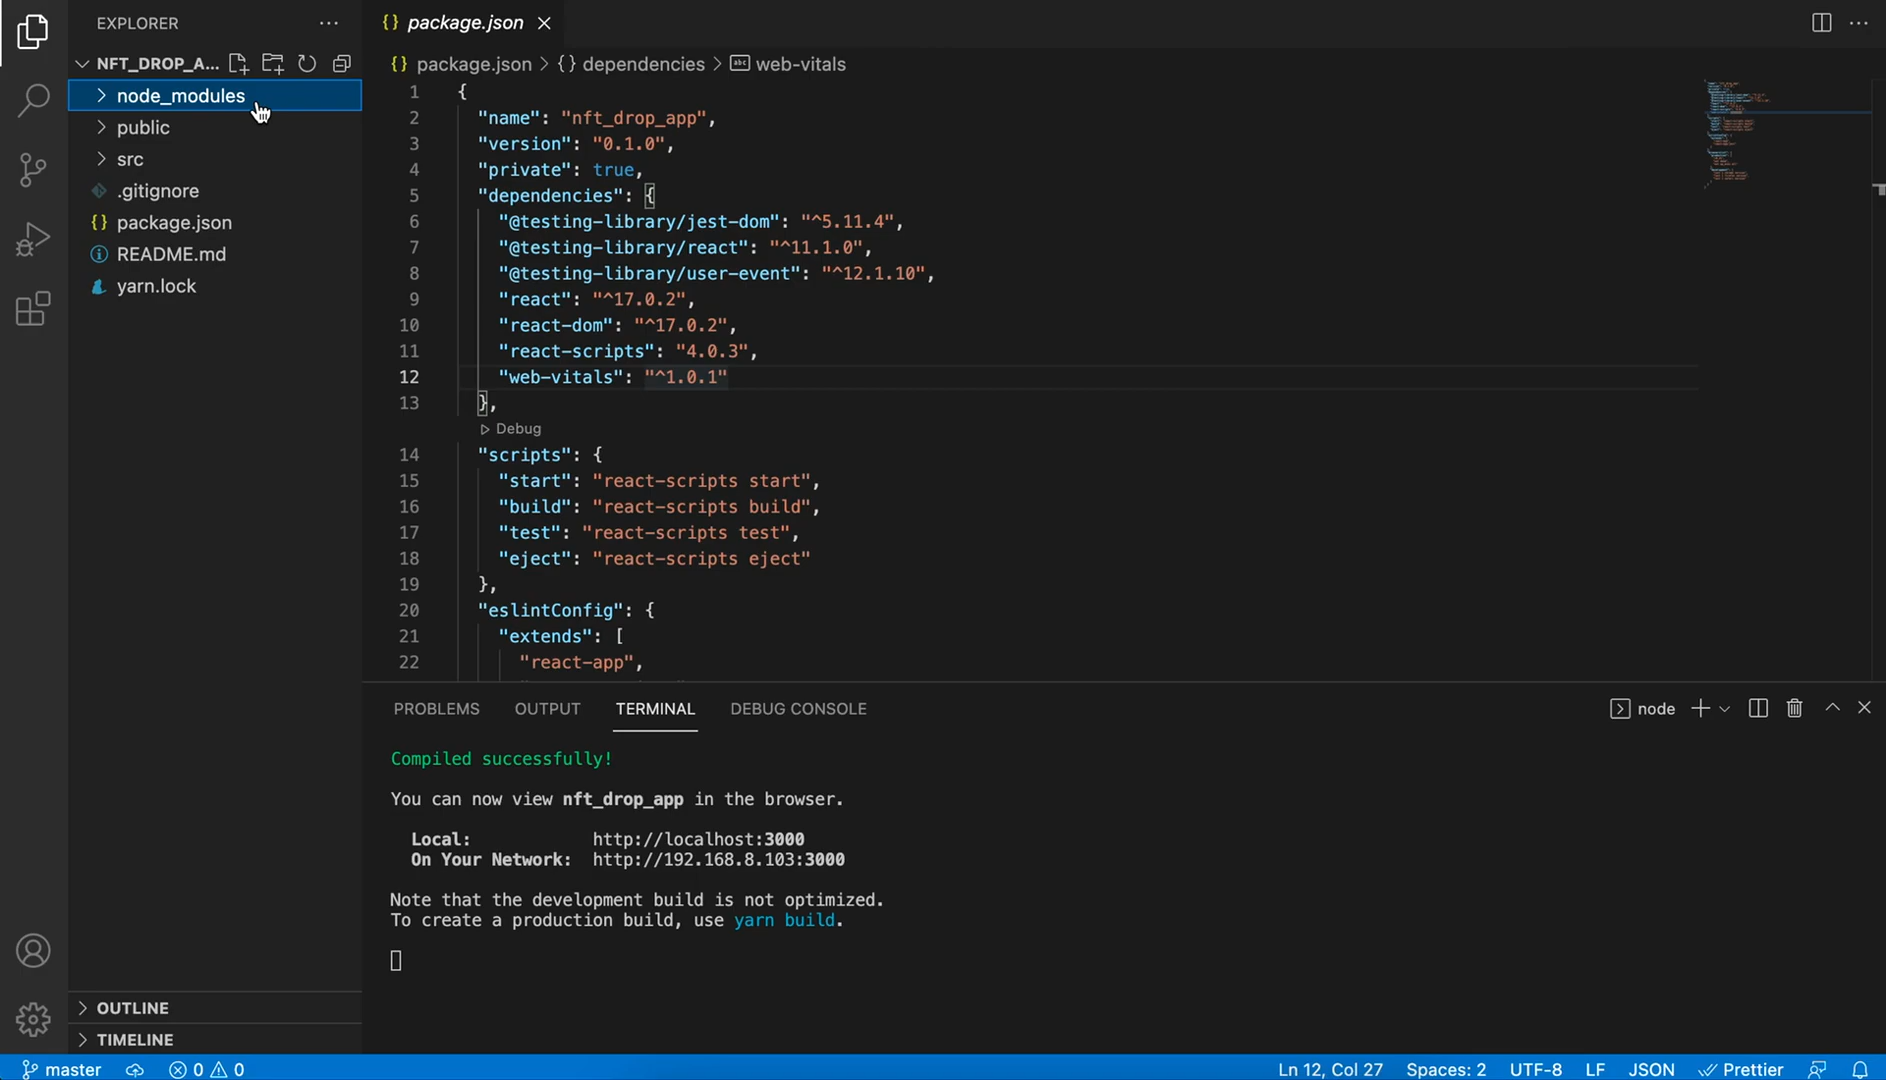 EXPLORER
NFT_DROP_A...
node_modules
public
src
.gitignore
package.json
README.md
yarn.lock
OUTLINE
TIMELINE
package.json
package.json > {} dependencies > web-vitals
1 {
2 "name": "nft_drop_app",
3 "version": "0.1.0",
4 "private": true,
5 "dependencies": {
6 "@testing-library/jest-dom": "^5.11.4",
7 "@testing-library/react": "^11.1.0",
8 "@testing-library/user-event": "^12.1.10",
9 "react": "^17.0.2",
10 "react-dom": "^17.0.2",
11 "react-scripts": "4.0.3",
12 "web-vitals": "^1.0.1"
13 },
Debug
14 "scripts": {
15 "start": "react-scripts start",
16 "build": "react-scripts build",
17 "test": "react-scripts test",
18 "eject": "react-scripts eject"
19 },
20 "eslintConfig": {
21 "extends": [
22 "react-app",
PROBLEMS OUTPUT TERMINAL DEBUG CONSOLE
node
Compiled successfully!
You can now view nft_drop_app in the browser.
Local: http://localhost:3000
On Your Network: http://192.168.8.103:3000
Note that the development build is not optimized.
To create a production build, use yarn build.
master 0 0 Ln 12, Col 27 Spaces: 2 UTF-8 LF JSON Prettier